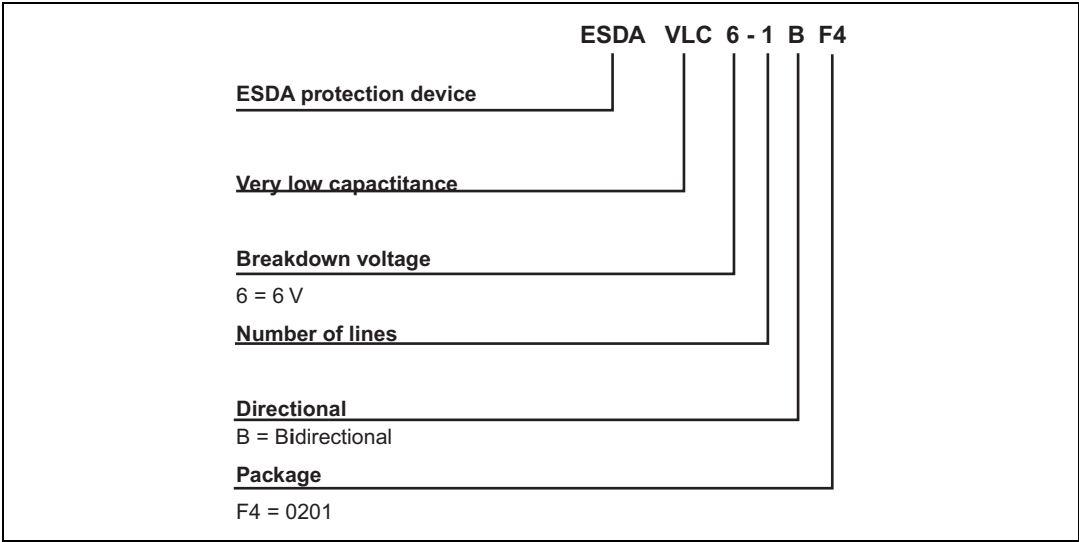 ESDA VLC 6 - 1 B F4
ESDA protection device
Very low capactitance
Breakdown voltage
6 = 6 V
Number of lines
Directional
B = Bidirectional
Package
F4 = 0201